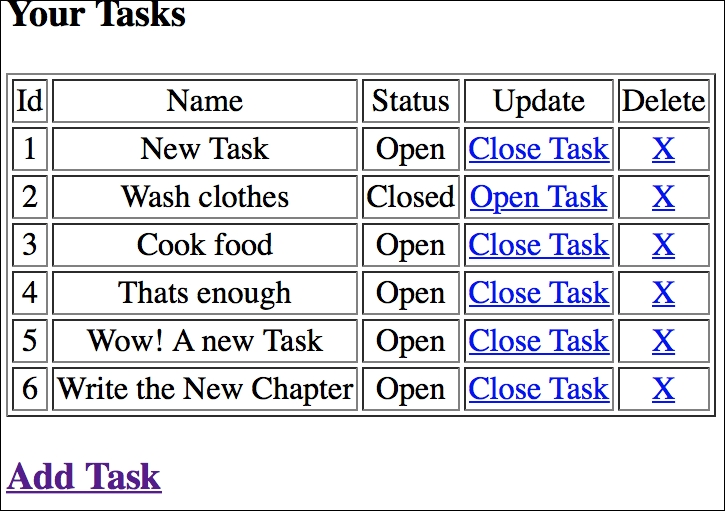 Your Tasks
Id Name Status Update Delete
1 New Task Open Close Task X
2 Wash clothes Closed Open Task X
3 Cook food Open Close Task X
4 Thats enough Open Close Task X
5 Wow! A new Task Open Close Task X
6 Write the New Chapter Open Close Task X
Add Task